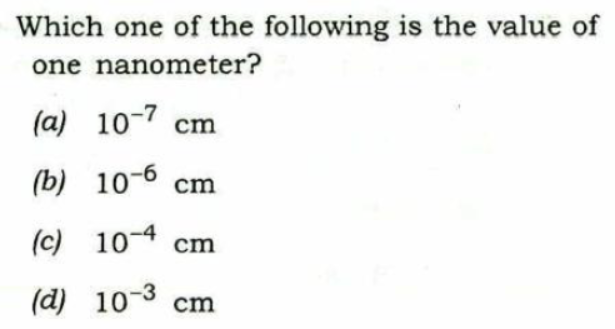 Which one of the following is the value of
one nanometer?
(a) 10⁻⁷ cm
(b) 10⁻⁶ cm
(c) 10⁻⁴ cm
(d) 10⁻³ cm